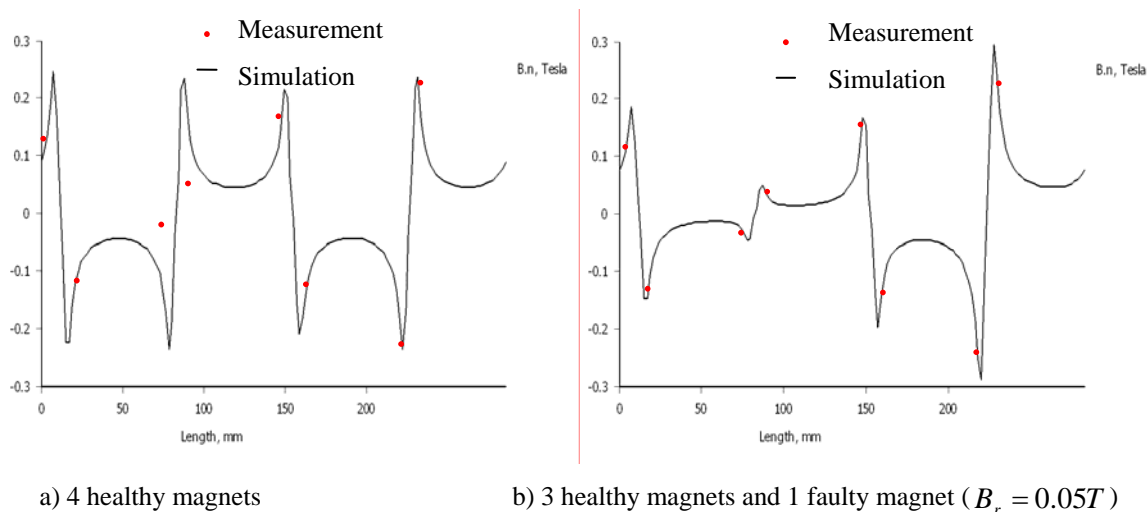 Measurement
Simulation
B.n, Tesla
0.3
0.2
0.1
0
-0.1
-0.2
-0.3
0 50 100 150 200
Length, mm
Measurement
Simulation
B.n, Tesla
0.3
0.2
0.1
0
-0.1
-0.2
-0.3
0 50 100 150 200
Length, mm
a) 4 healthy magnets
b) 3 healthy magnets and 1 faulty magnet ( B_r = 0.05T )